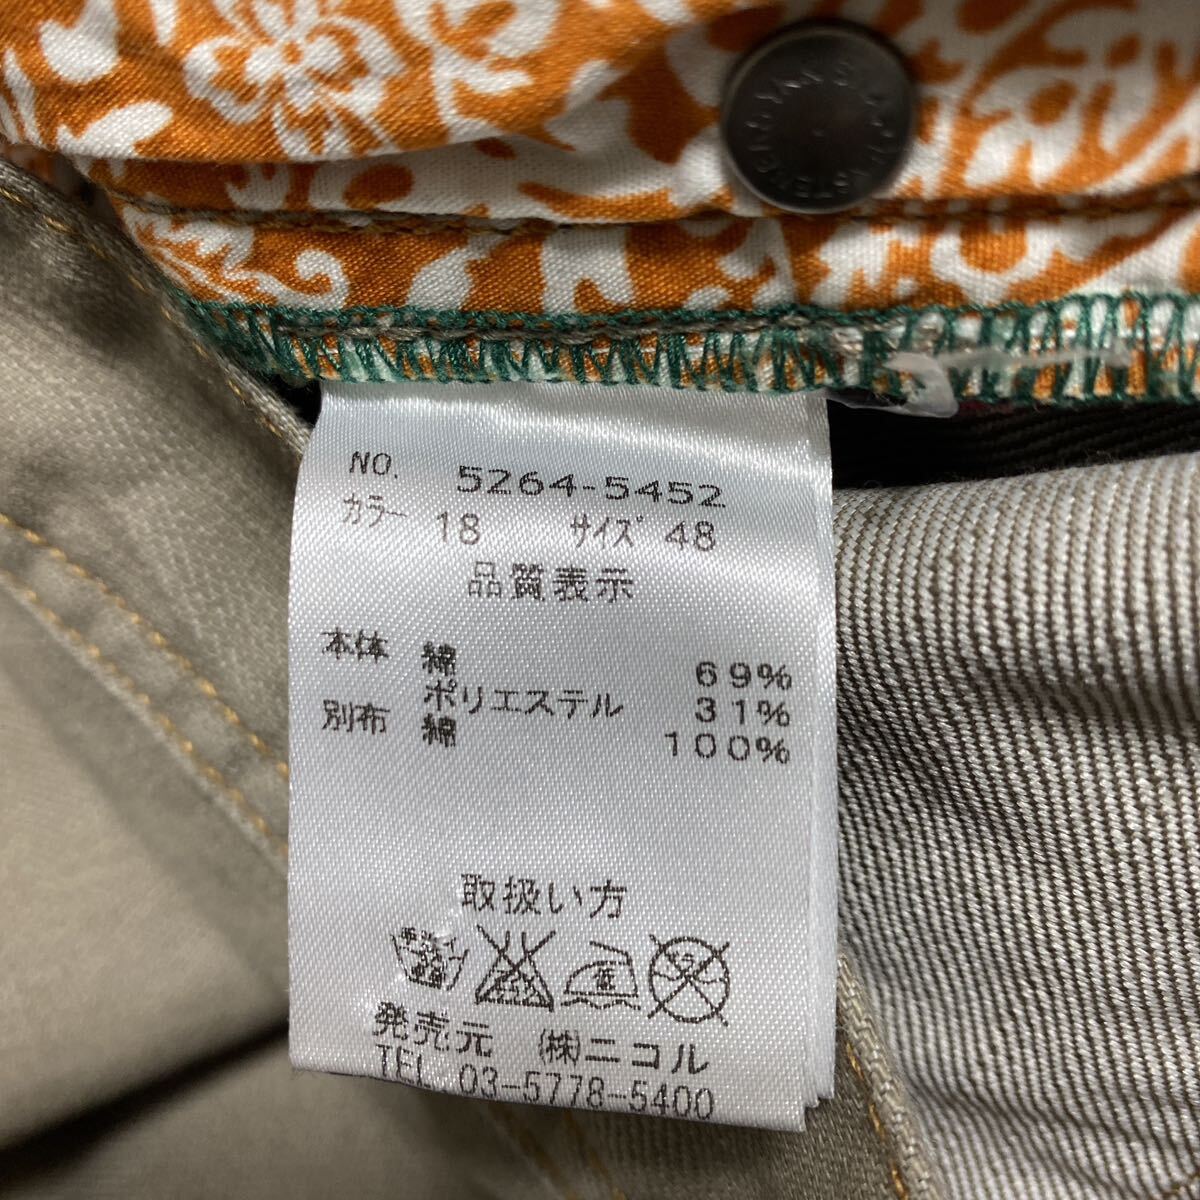 NO. 5264-5452
カラー 18 サイズ 48
品質表示
本体 綿 69%
ポリエステル 31%
別布 綿 100%
取扱い方
発売元 (株)ニコル
TEL 03-5778-5400